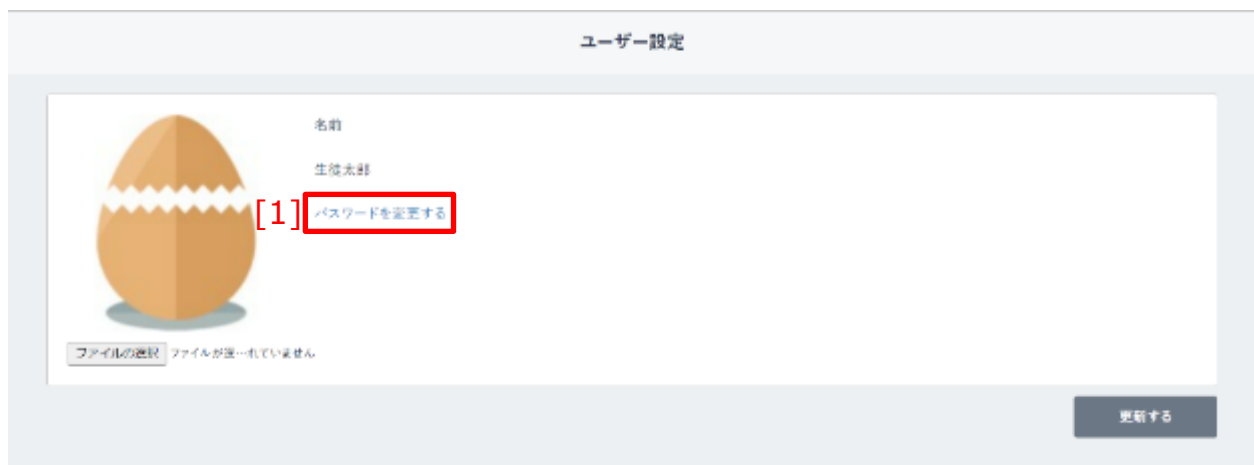 ユーザー設定
名前
生徒太郎
[1] パスワードを変更する
ファイルの選択 ファイルが選…れていません
更新する